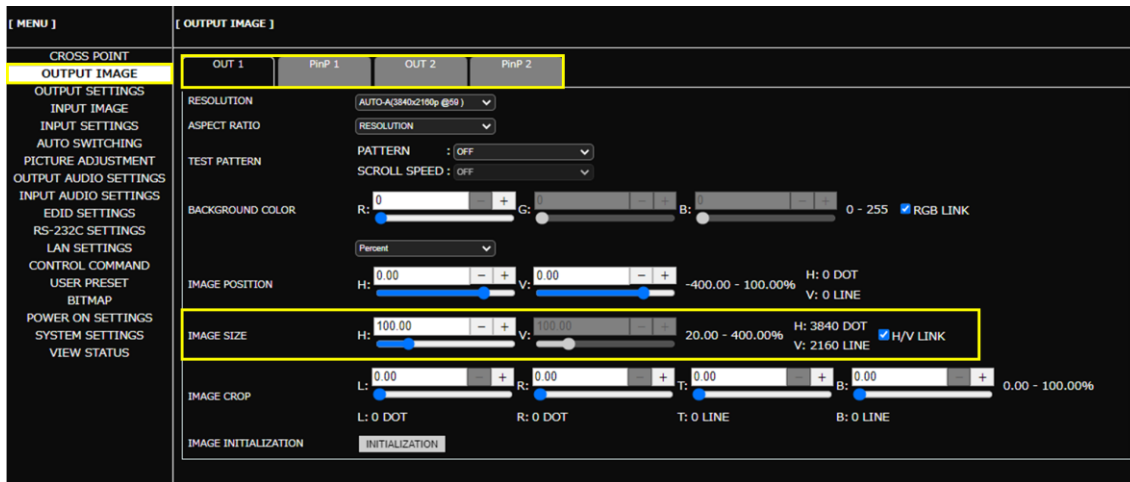 [ MENU ]
[ OUTPUT IMAGE ]
CROSS POINT
OUTPUT IMAGE
OUTPUT SETTINGS
INPUT IMAGE
INPUT SETTINGS
AUTO SWITCHING
PICTURE ADJUSTMENT
OUTPUT AUDIO SETTINGS
INPUT AUDIO SETTINGS
EDID SETTINGS
RS-232C SETTINGS
LAN SETTINGS
CONTROL COMMAND
USER PRESET
BITMAP
POWER ON SETTINGS
SYSTEM SETTINGS
VIEW STATUS
OUT 1 PinP 1 OUT 2 PinP 2
RESOLUTION AUTO-A(3840x2160p @59 )
ASPECT RATIO RESOLUTION
TEST PATTERN PATTERN : OFF
SCROLL SPEED : OFF
BACKGROUND COLOR R: 0 - + G: 0 - + B: 0 - + 0 - 255 RGB LINK
Percent
IMAGE POSITION H: 0.00 - + V: 0.00 - + -400.00 - 100.00% H: 0 DOT
V: 0 LINE
IMAGE SIZE H: 100.00 - + V: 100.00 - + 20.00 - 400.00% H: 3840 DOT H/V LINK
V: 2160 LINE
IMAGE CROP L: 0.00 - + R: 0.00 - + T: 0.00 - + B: 0.00 - + 0.00 - 100.00%
L: 0 DOT R: 0 DOT T: 0 LINE B: 0 LINE
IMAGE INITIALIZATION INITIALIZATION